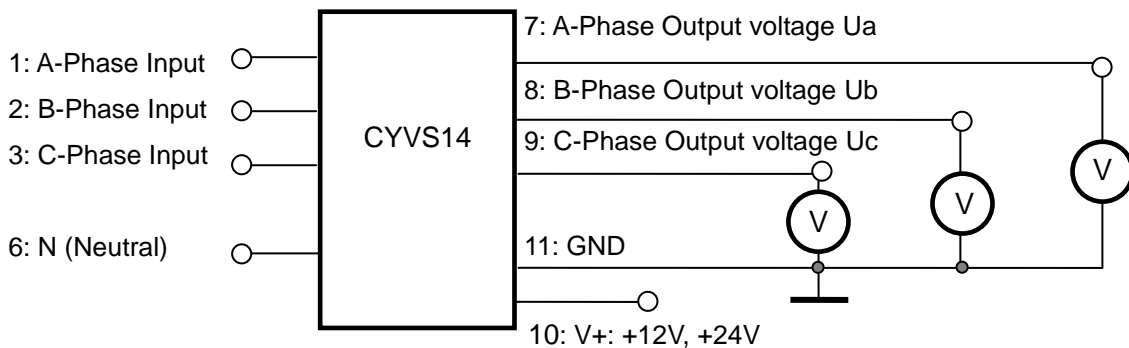 7: A-Phase Output voltage Ua
1: A-Phase Input
8: B-Phase Output voltage Ub
2: B-Phase Input
CYVS14
9: C-Phase Output voltage Uc
3: C-Phase Input
V
V
V
6: N (Neutral)
11: GND
10: V+: +12V, +24V